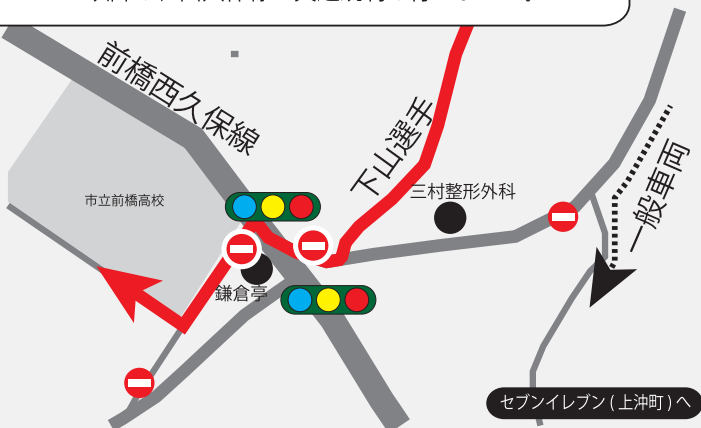 前橋西久保線
下山選手
三村整形外科
一般車両
市立前橋高校
鎌倉亭
セブンイレブン ( 上沖町 ) へ